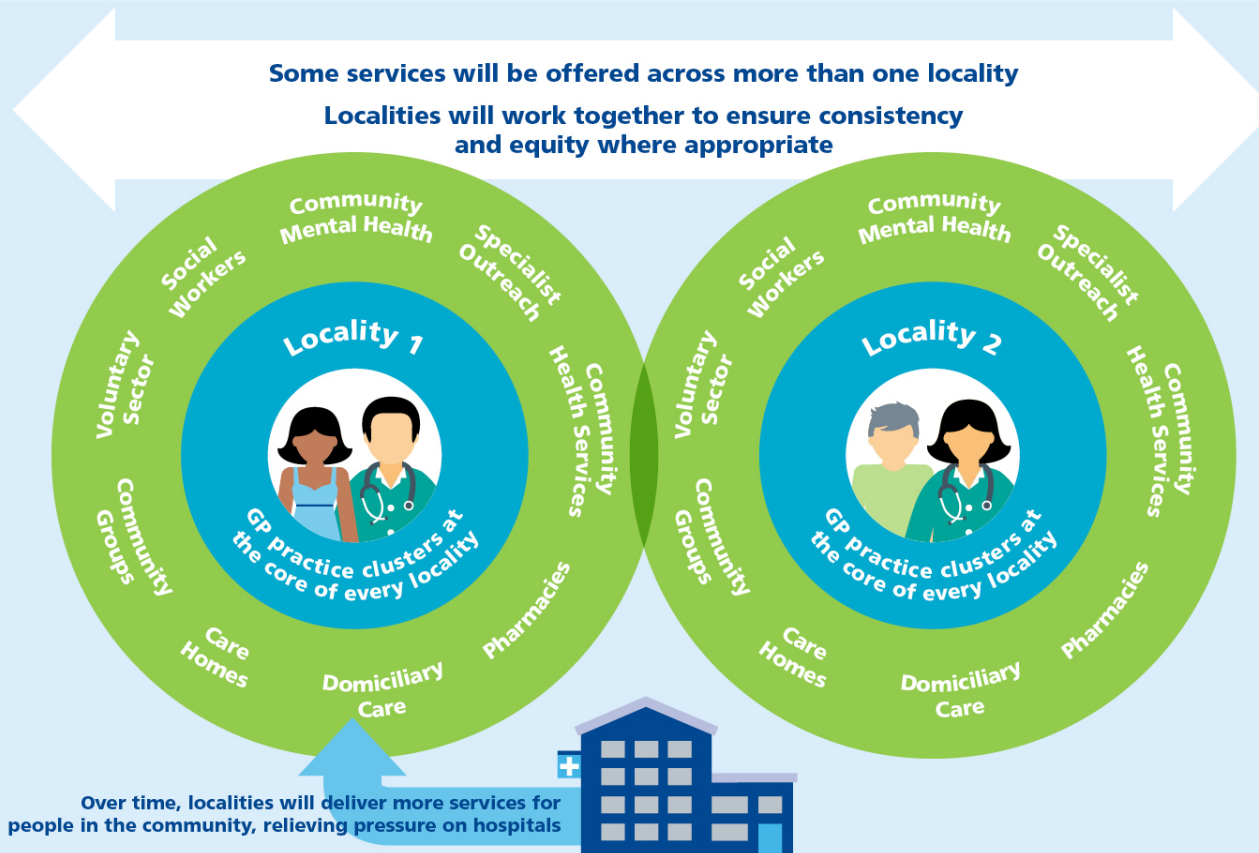 Some services will be offered across more than one locality
Localities will work together to ensure consistency
and equity where appropriate
Community
Mental Health
Specialist
Outreach
Community
Health Services
Pharmacies
Domiciliary
Care
Care
Homes
Community
Groups
Voluntary
Sector
Social
Workers
Locality 1
GP practice clusters at
the core of every locality
Community
Mental Health
Specialist
Outreach
Community
Health Services
Pharmacies
Domiciliary
Care
Care
Homes
Community
Groups
Voluntary
Sector
Social
Workers
Locality 2
GP practice clusters at
the core of every locality
Over time, localities will deliver more services for
people in the community, relieving pressure on hospitals